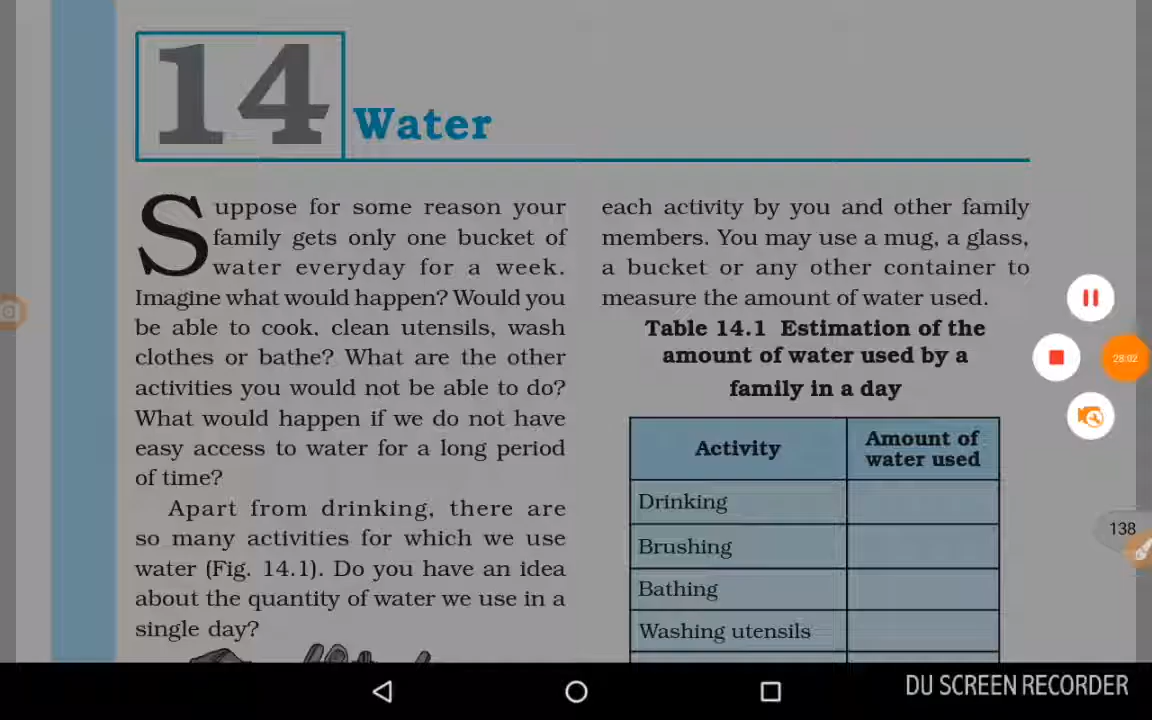 14 Water
Suppose for some reason your
family gets only one bucket of
water everyday for a week.
Imagine what would happen? Would you
be able to cook, clean utensils, wash
clothes or bathe? What are the other
activities you would not be able to do?
What would happen if we do not have
easy access to water for a long period
of time?
Apart from drinking, there are
so many activities for which we use
water (Fig. 14.1). Do you have an idea
about the quantity of water we use in a
single day?
each activity by you and other family
members. You may use a mug, a glass,
a bucket or any other container to
measure the amount of water used.
Table 14.1 Estimation of the
amount of water used by a
family in a day
Activity
Amount of
water used
Drinking
Brushing
Bathing
Washing utensils
28:02
138
DU SCREEN RECORDER